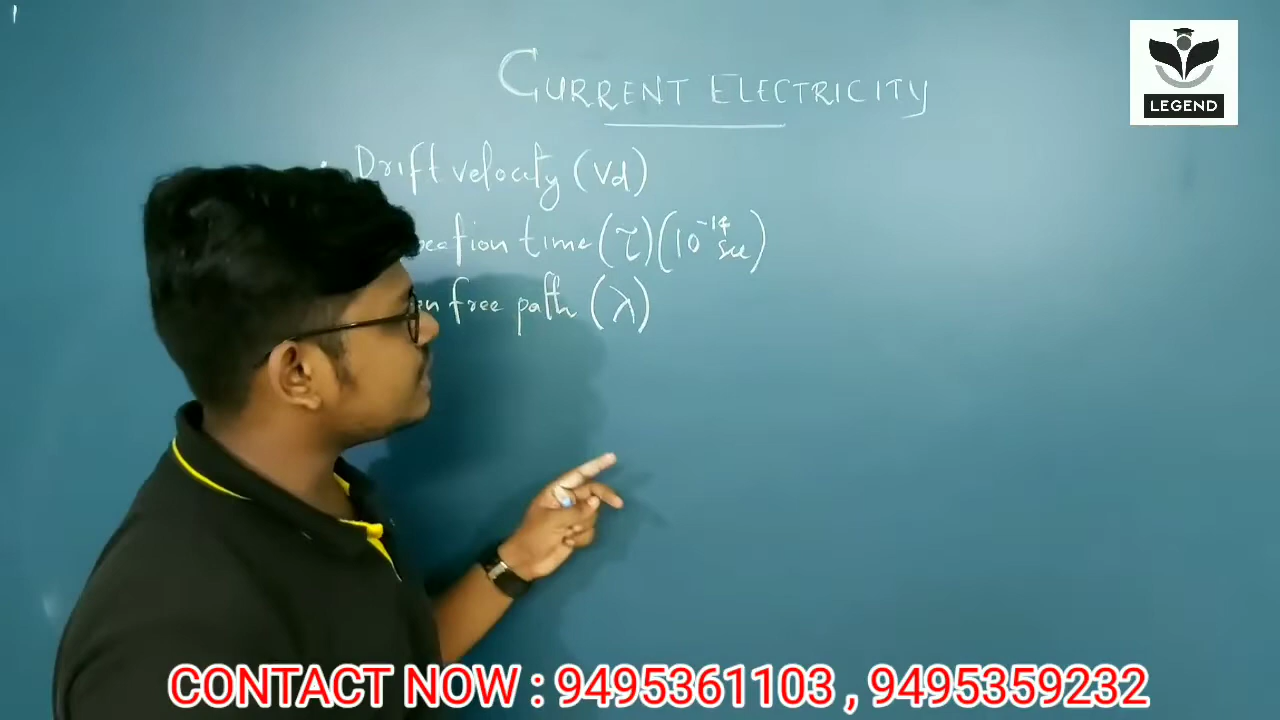 CURRENT ELECTRICITY
LEGEND
Drift velocity (Vd)
time (τ) (10⁻¹⁴ sec)
free path (λ)
CONTACT NOW : 9495361103 , 9495359232